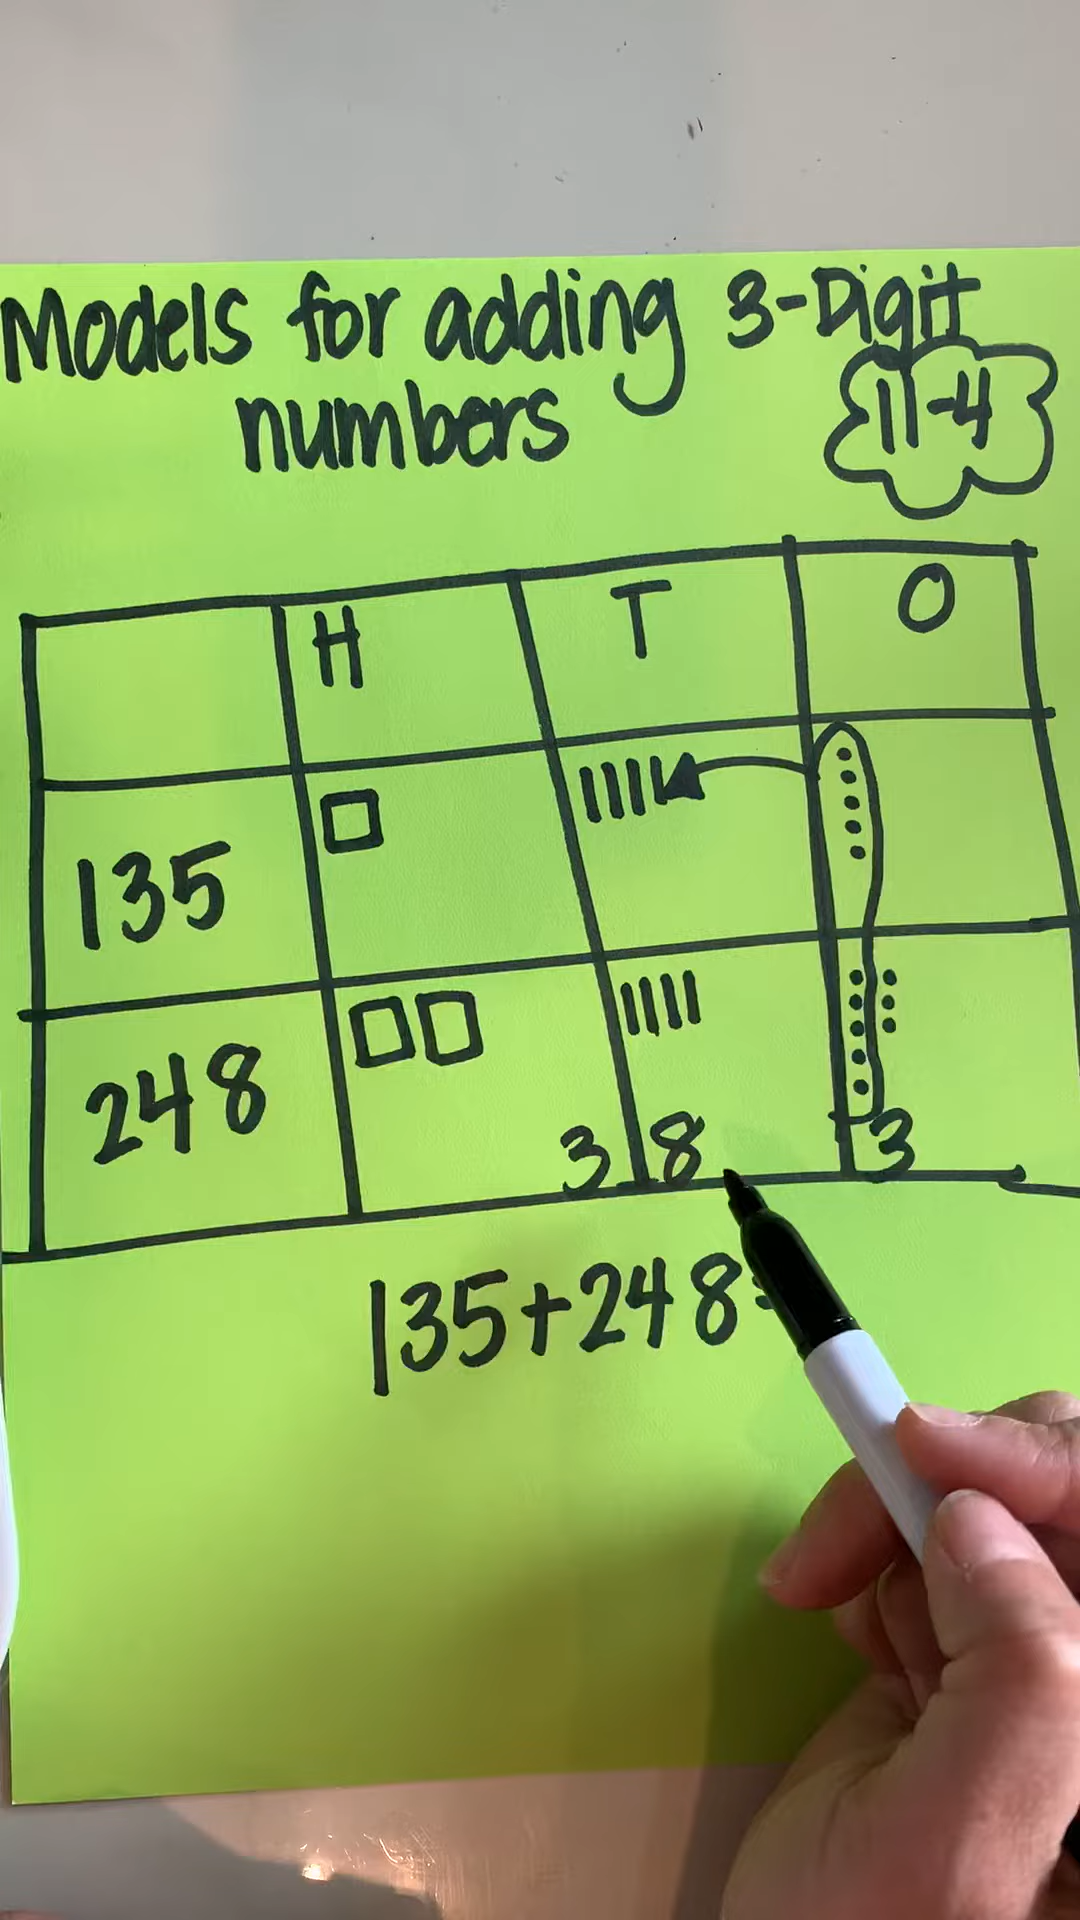 Models for adding 3-Digit
numbers
11-4
H T O
135
248
3 8 3
135+248=